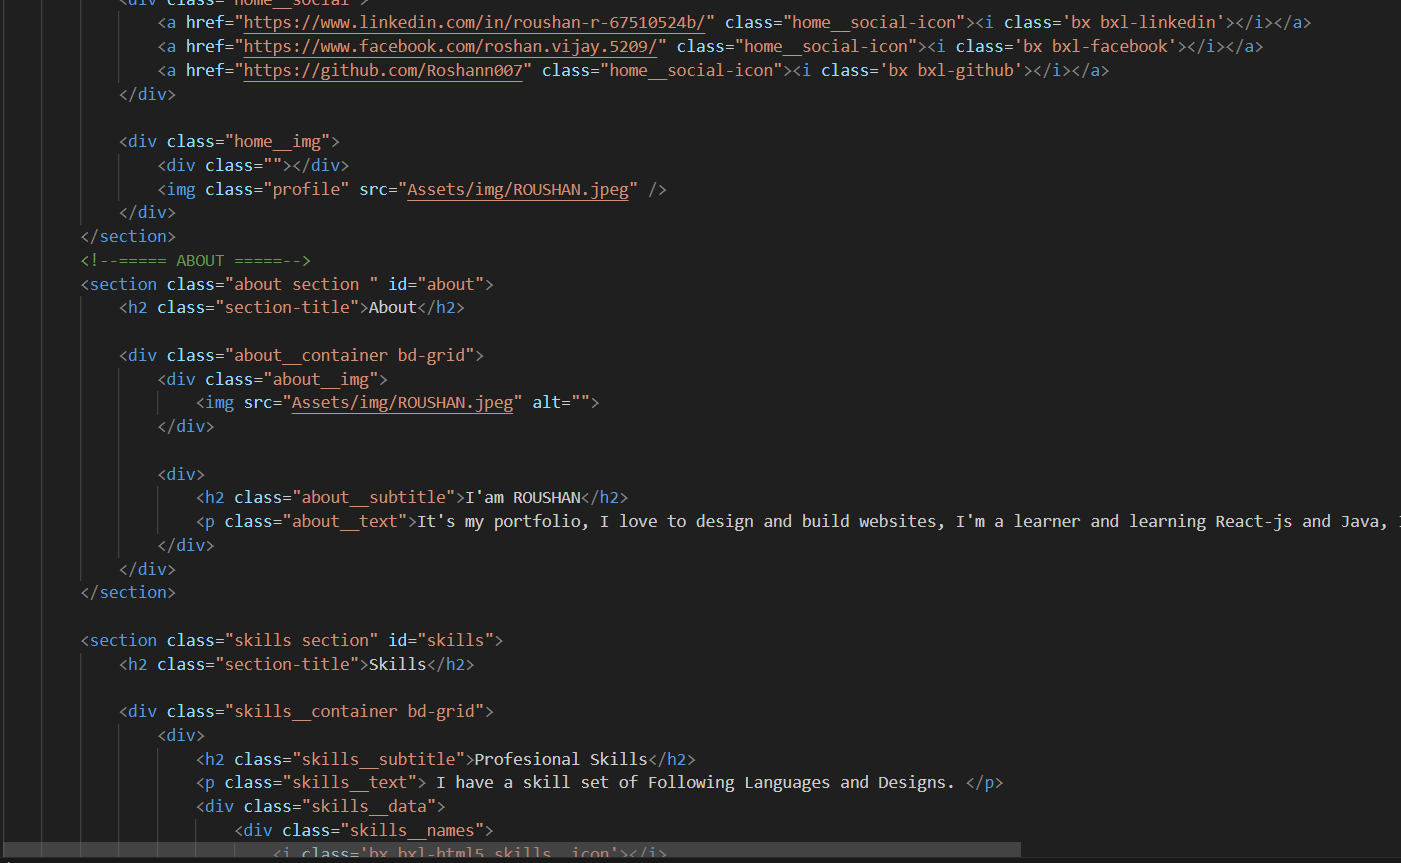 <div class="home__social">
<a href="https://www.linkedin.com/in/roushan-r-67510524b/" class="home__social-icon"><i class='bx bxl-linkedin'></i></a>
<a href="https://www.facebook.com/roshan.vijay.5209/" class="home__social-icon"><i class='bx bxl-facebook'></i></a>
<a href="https://github.com/Roshann007" class="home__social-icon"><i class='bx bxl-github'></i></a>
</div>
<div class="home__img">
<div class=""></div>
<img class="profile" src="Assets/img/ROUSHAN.jpeg" />
</div>
</section>
<!--===== ABOUT =====-->
<section class="about section " id="about">
<h2 class="section-title">About</h2>
<div class="about__container bd-grid">
<div class="about__img">
<img src="Assets/img/ROUSHAN.jpeg" alt="">
</div>
<div>
<h2 class="about__subtitle">I'am ROUSHAN</h2>
<p class="about__text">It's my portfolio, I love to design and build websites, I'm a learner and learning React-js and Java,
</div>
</div>
</section>
<section class="skills section" id="skills">
<h2 class="section-title">Skills</h2>
<div class="skills__container bd-grid">
<div>
<h2 class="skills__subtitle">Profesional Skills</h2>
<p class="skills__text"> I have a skill set of Following Languages and Designs. </p>
<div class="skills__data">
<div class="skills__names">
<i class='bx bxl-html5 skills__icon'></i>